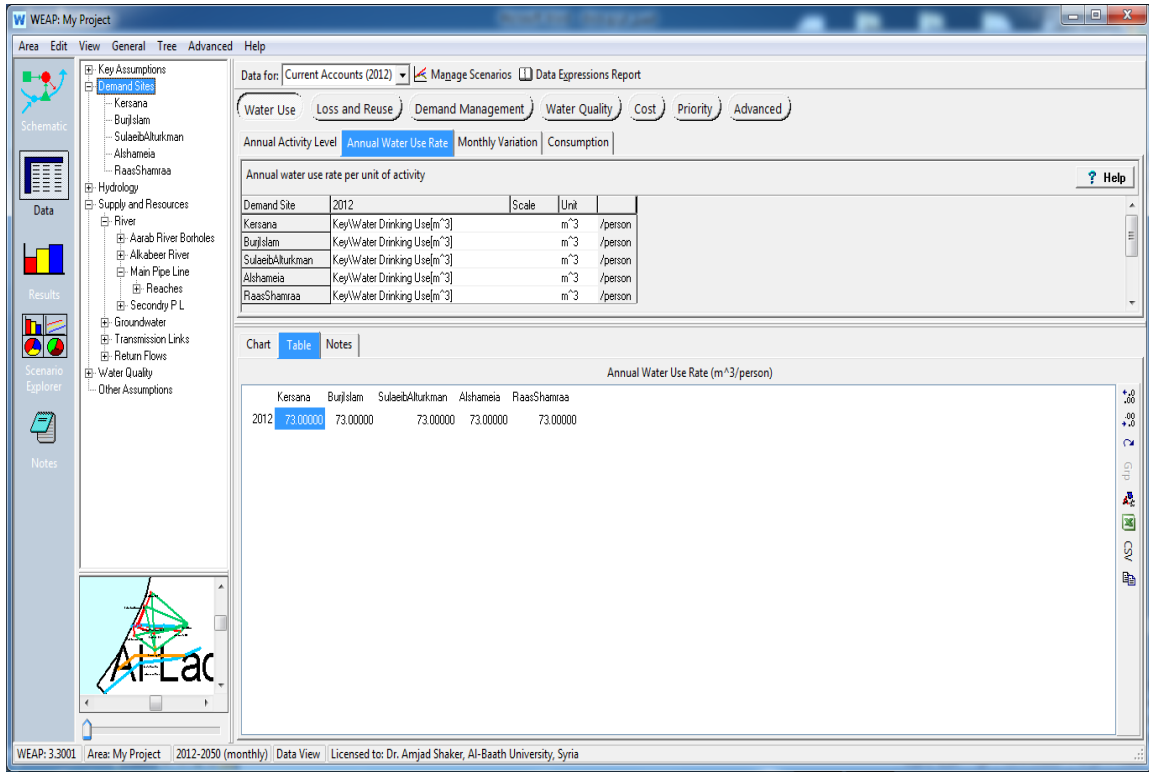 WEAP: My Project
Area Edit View General Tree Advanced Help
Schematic
Data
Results
Scenario Explorer
Notes
Key Assumptions
Demand Sites
Kersana
BurjIslam
SulaeibAlturkman
Alshameia
RaasShamraa
Hydrology
Supply and Resources
River
Aarab River Borholes
Alkabeer River
Main Pipe Line
Reaches
Secondry P L
Groundwater
Transmission Links
Return Flows
Water Quality
Other Assumptions
Data for: Current Accounts (2012) Manage Scenarios Data Expressions Report
Water Use Loss and Reuse Demand Management Water Quality Cost Priority Advanced
Annual Activity Level Annual Water Use Rate Monthly Variation Consumption
Annual water use rate per unit of activity ? Help
Demand Site 2012 Scale Unit
Kersana Key\Water Drinking Use[m^3] m^3 /person
BurjIslam Key\Water Drinking Use[m^3] m^3 /person
SulaeibAlturkman Key\Water Drinking Use[m^3] m^3 /person
Alshameia Key\Water Drinking Use[m^3] m^3 /person
RaasShamraa Key\Water Drinking Use[m^3] m^3 /person
Chart Table Notes
Annual Water Use Rate (m^3/person)
Kersana BurjIslam SulaeibAlturkman Alshameia RaasShamraa
2012 73.00000 73.00000 73.00000 73.00000 73.00000
Grp
CSV
Al-Lac
WEAP: 3.3001 Area: My Project 2012-2050 (monthly) Data View Licensed to: Dr. Amjad Shaker, Al-Baath University, Syria